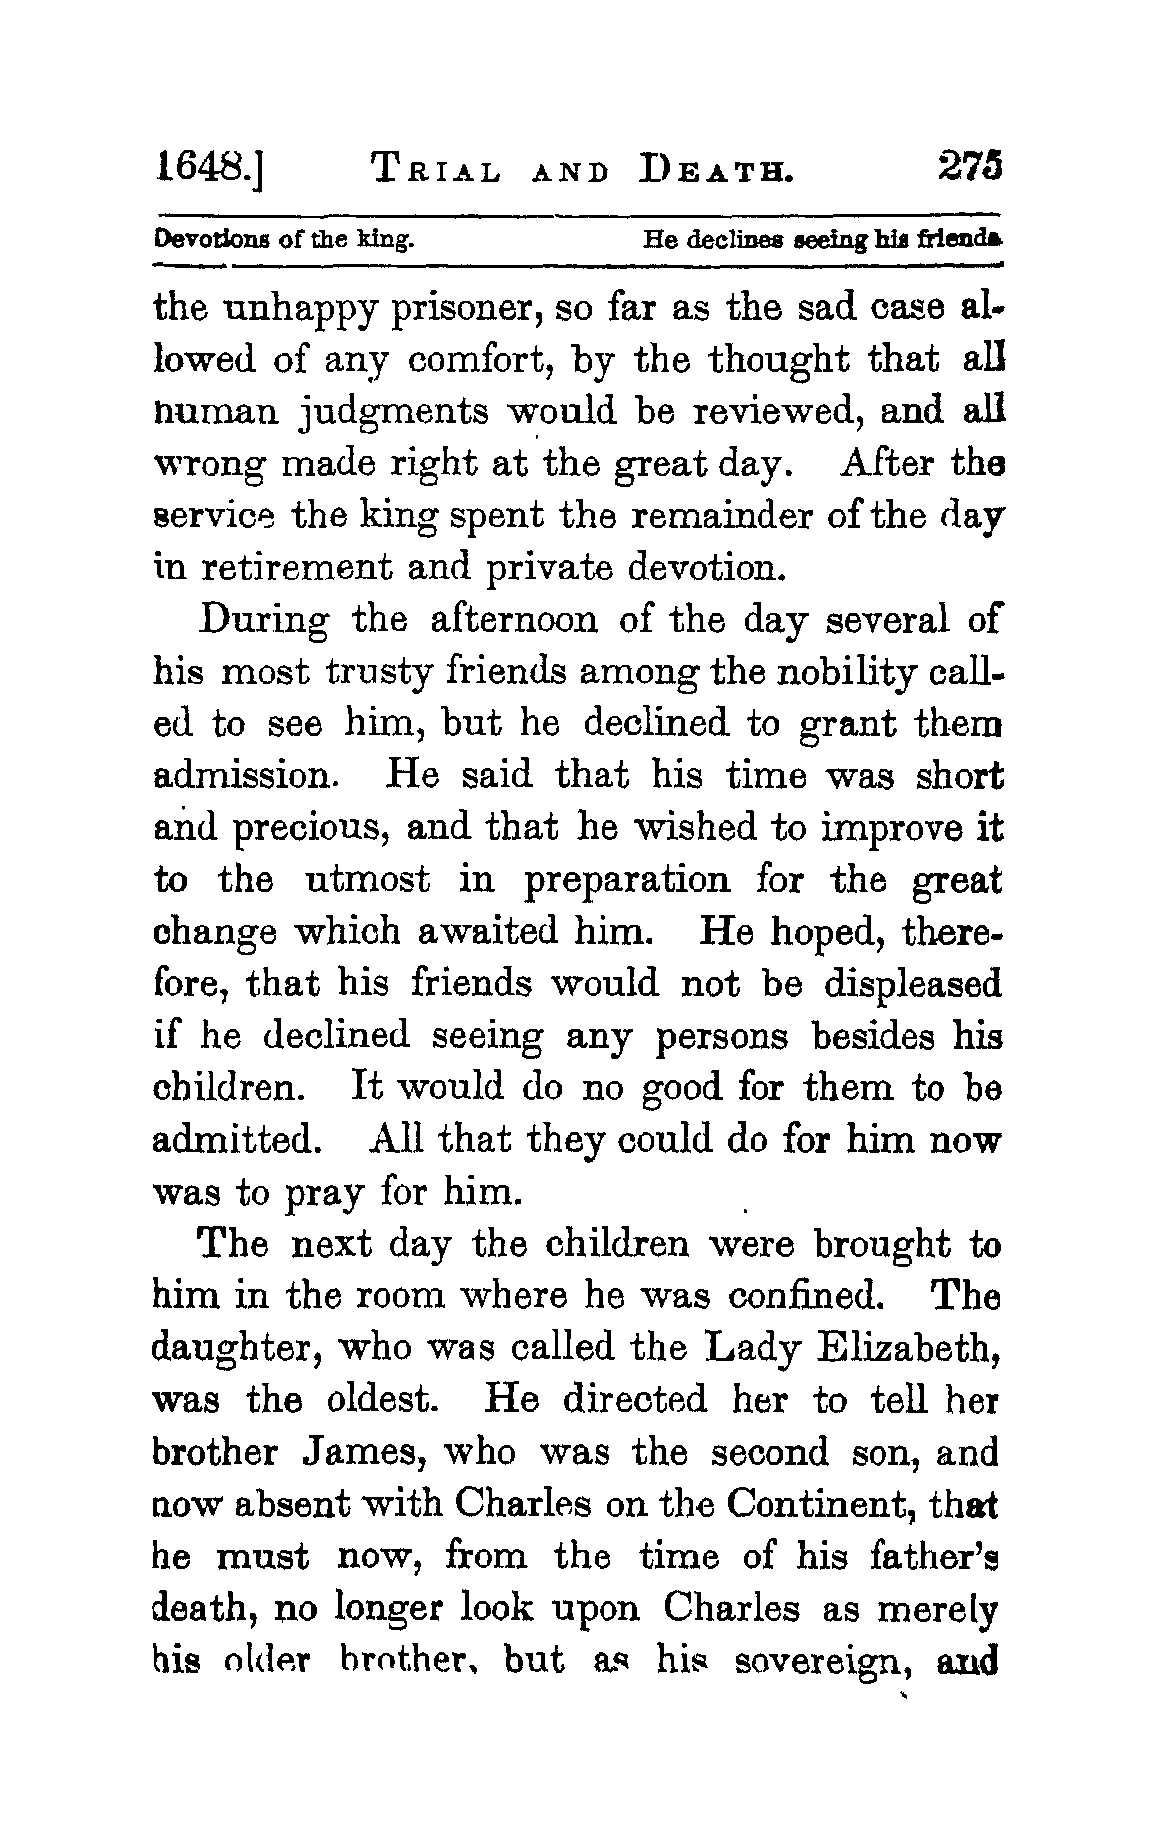 1648.] TRIAL AND DEATH. 275
Devotions of the king. He declines seeing his friends.
the unhappy prisoner, so far as the sad case al-
lowed of any comfort, by the thought that all
human judgments would be reviewed, and all
wrong made right at the great day. After the
service the king spent the remainder of the day
in retirement and private devotion.
During the afternoon of the day several of
his most trusty friends among the nobility call-
ed to see him, but he declined to grant them
admission. He said that his time was short
and precious, and that he wished to improve it
to the utmost in preparation for the great
change which awaited him. He hoped, there-
fore, that his friends would not be displeased
if he declined seeing any persons besides his
children. It would do no good for them to be
admitted. All that they could do for him now
was to pray for him.
The next day the children were brought to
him in the room where he was confined. The
daughter, who was called the Lady Elizabeth,
was the oldest. He directed her to tell her
brother James, who was the second son, and
now absent with Charles on the Continent, that
he must now, from the time of his father's
death, no longer look upon Charles as merely
his older brother, but as his sovereign, and